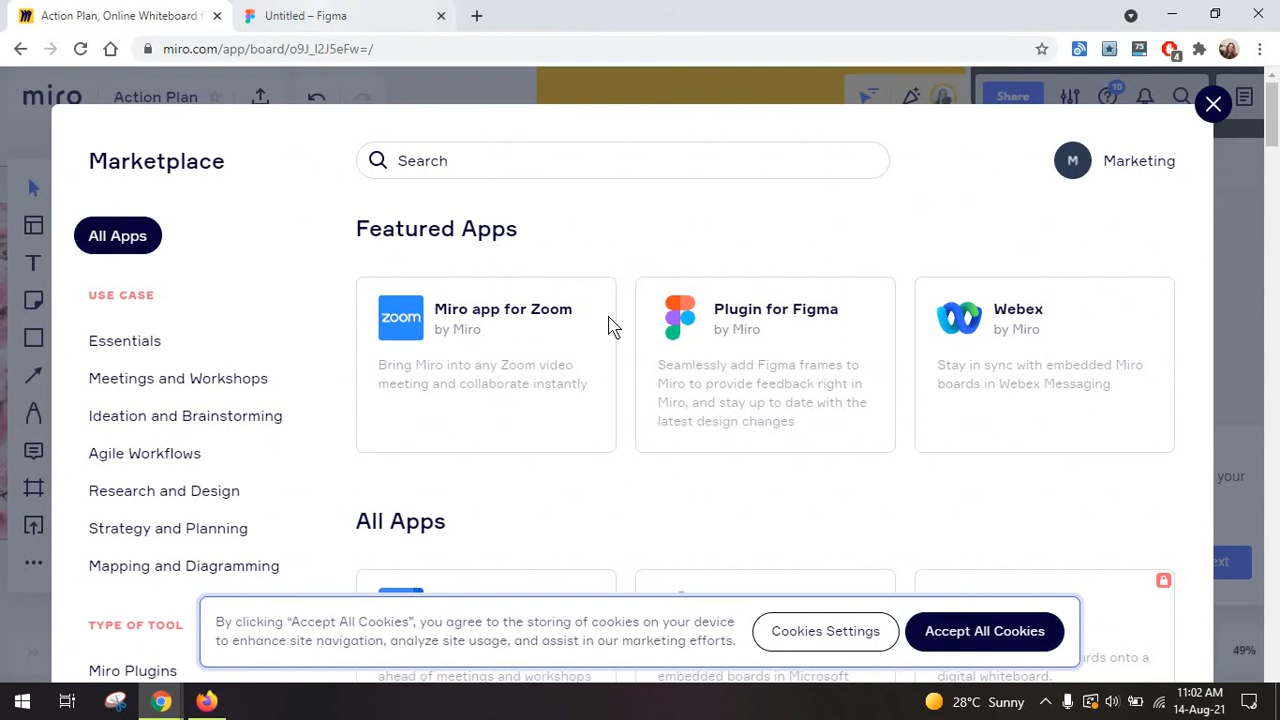 Action Plan, Online Whiteboard f
Untitled – Figma
miro.com/app/board/o9J_l2J5eFw=/
75
4
miro
Action Plan
Share
10
Marketplace
Search
M
Marketing
All Apps
Featured Apps
USE CASE
Essentials
Meetings and Workshops
Ideation and Brainstorming
Agile Workflows
Research and Design
Strategy and Planning
Mapping and Diagramming
TYPE OF TOOL
Miro Plugins
zoom
Miro app for Zoom
by Miro
Bring Miro into any Zoom video
meeting and collaborate instantly
Plugin for Figma
by Miro
Seamlessly add Figma frames to
Miro to provide feedback right in
Miro, and stay up to date with the
latest design changes
Webex
by Miro
Stay in sync with embedded Miro
boards in Webex Messaging
your
ext
All Apps
By clicking “Accept All Cookies”, you agree to the storing of cookies on your device
to enhance site navigation, analyze site usage, and assist in our marketing efforts.
Cookies Settings
Accept All Cookies
49%
ards onto a
ahead of meetings and workshops
embedded boards in Microsoft
digital whiteboard.
28°C Sunny
11:02 AM
14-Aug-21